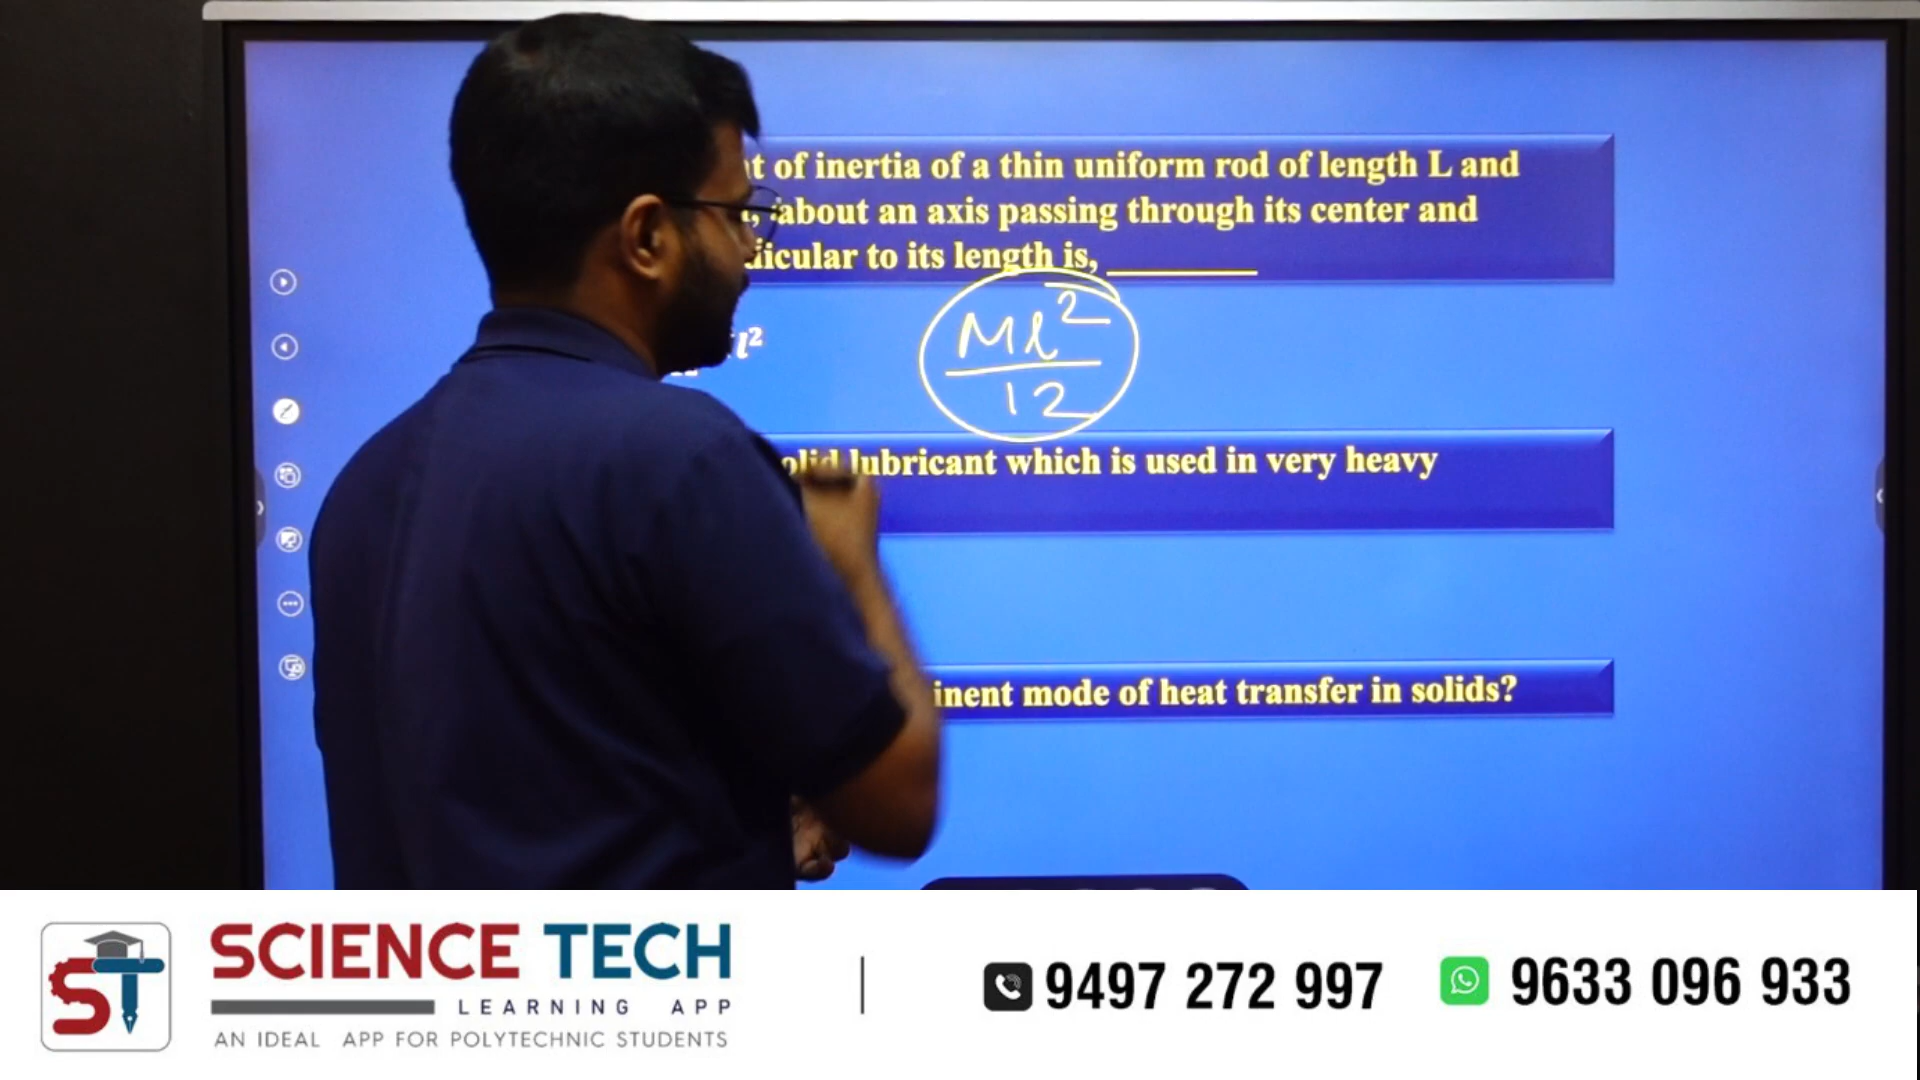 of inertia of a thin uniform rod of length L and
about an axis passing through its center and
to its length is, ________
l²
Ml²
12
lubricant which is used in very heavy
mode of heat transfer in solids?
ST
SCIENCE TECH
LEARNING APP
AN IDEAL APP FOR POLYTECHNIC STUDENTS
9497 272 997
9633 096 933